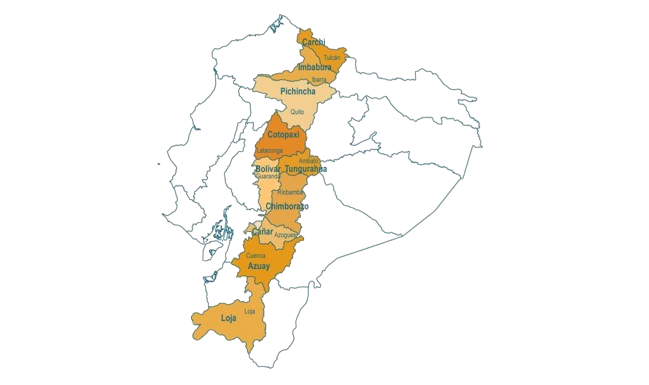 Carchi
Tulcán
Imbabura
Ibarra
Pichincha
Quito
Cotopaxi
Latacunga
Ambato
Bolívar
Tungurahua
Guaranda
Riobamba
Chimborazo
Cañar
Azogues
Cuenca
Azuay
Loja
Loja